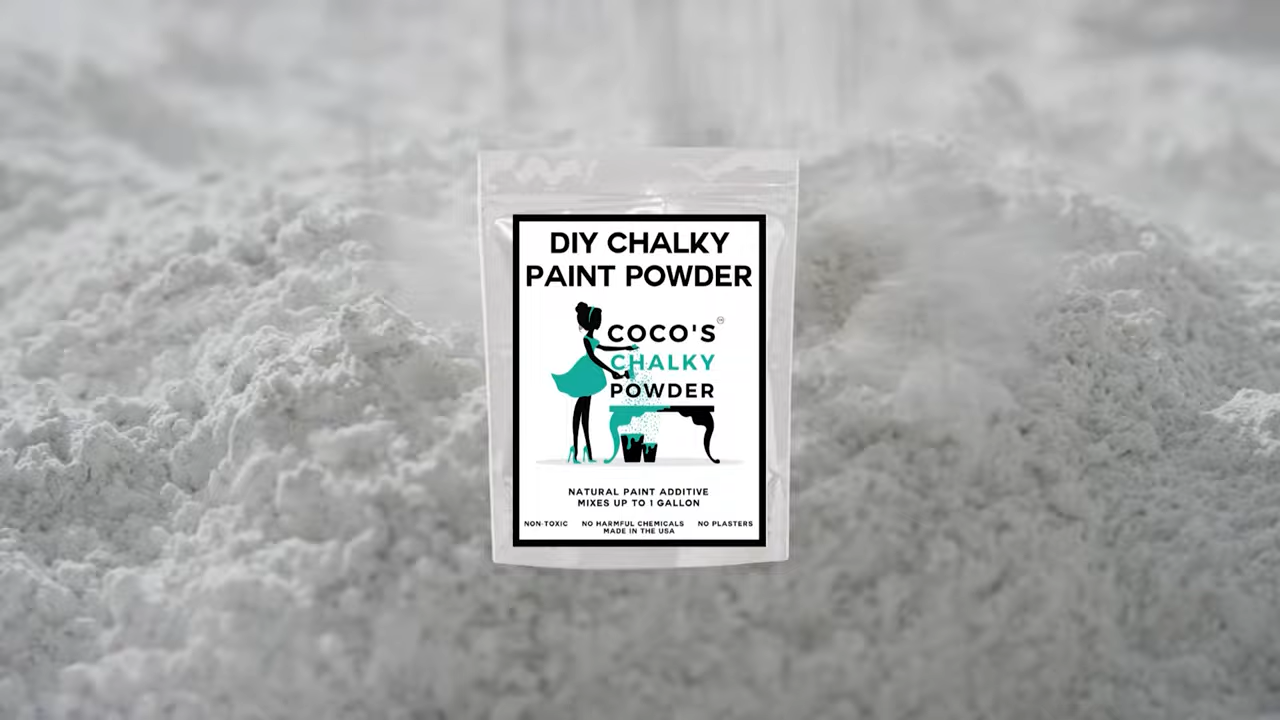 DIY CHALKY
PAINT POWDER
COCO'S
CHALKY
POWDER
NATURAL PAINT ADDITIVE
MIXES UP TO 1 GALLON
NON-TOXIC NO HARMFUL CHEMICALS NO PLASTERS
MADE IN THE USA